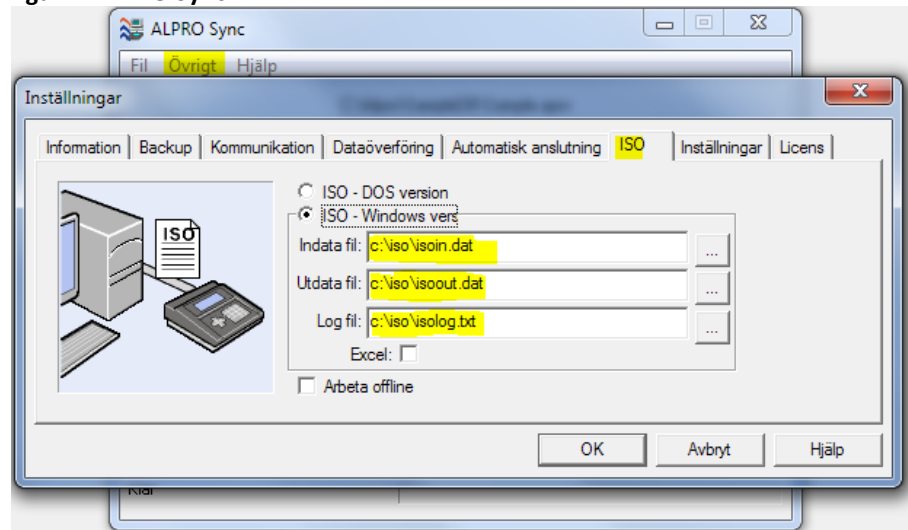 ALPRO Sync
Fil Övrigt Hjälp
Inställningar
Information Backup Kommunikation Dataöverföring Automatisk anslutning ISO Inställningar Licens
ISO
ISO - DOS version
ISO - Windows vers
Indata fil: c:\iso\isoin.dat ...
Utdata fil: c:\iso\isoout.dat ...
Log fil: c:\iso\isolog.txt ...
Excel:
Arbeta offline
OK Avbryt Hjälp
Klar